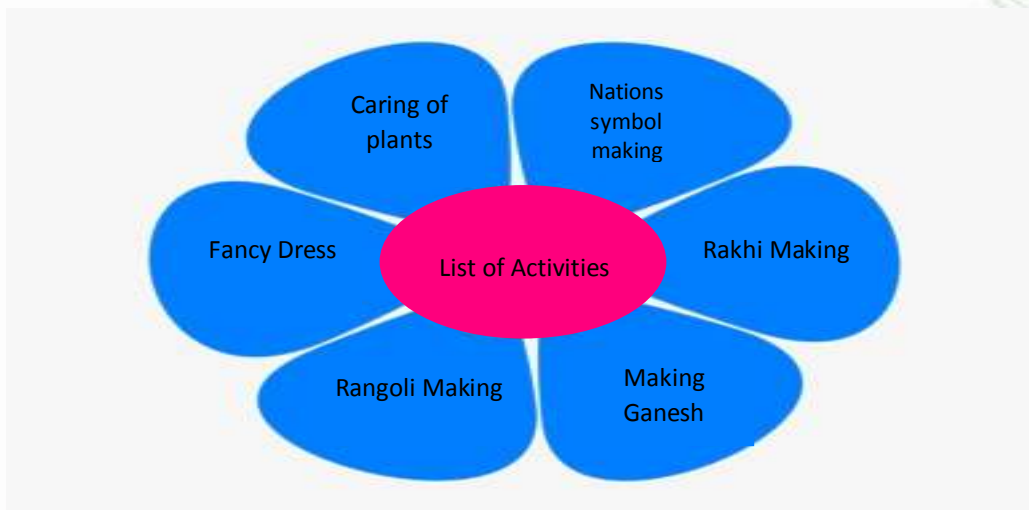 Caring of
plants
Nations
symbol
making
Fancy Dress
List of Activities
Rakhi Making
Rangoli Making
Making
Ganesh